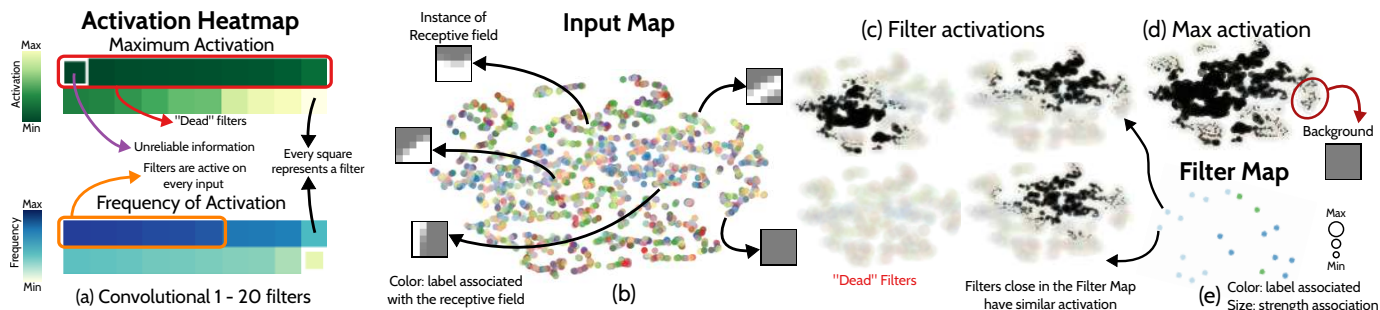 Activation Heatmap
Maximum Activation
Max
Activation
Min
"Dead" filters
Unreliable information
Filters are active on
every input
Every square
represents a filter
Frequency of Activation
Max
Frequency
Min
(a) Convolutional 1 - 20 filters
Instance of
Receptive field
Input Map
Color: label associated
with the receptive field
(b)
(c) Filter activations
"Dead" Filters
Filters close in the Filter Map
have similar activation
(d) Max activation
Background
Filter Map
Max
Min
(e)
Color: label associated
Size: strength association